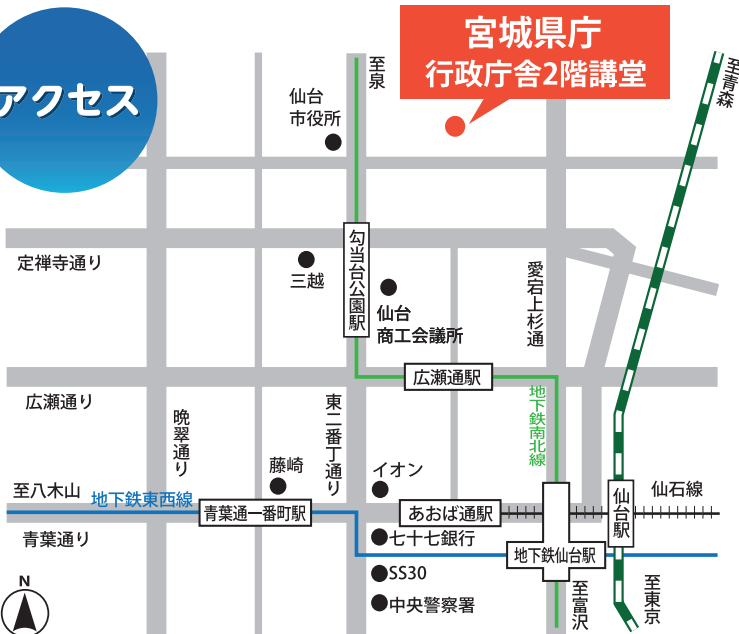 アクセス
宮城県庁
行政庁舎2階講堂
至泉
仙台
市役所
至青森
定禅寺通り
三越
勾当台公園駅
仙台
商工会議所
愛宕上杉通
広瀬通り
広瀬通駅
晩翠通り
東二番丁通り
地下鉄南北線
藤崎
イオン
至八木山
地下鉄東西線
青葉通一番町駅
あおば通駅
仙台駅
仙石線
青葉通り
七十七銀行
地下鉄仙台駅
SS30
中央警察署
至富沢
至東京
N